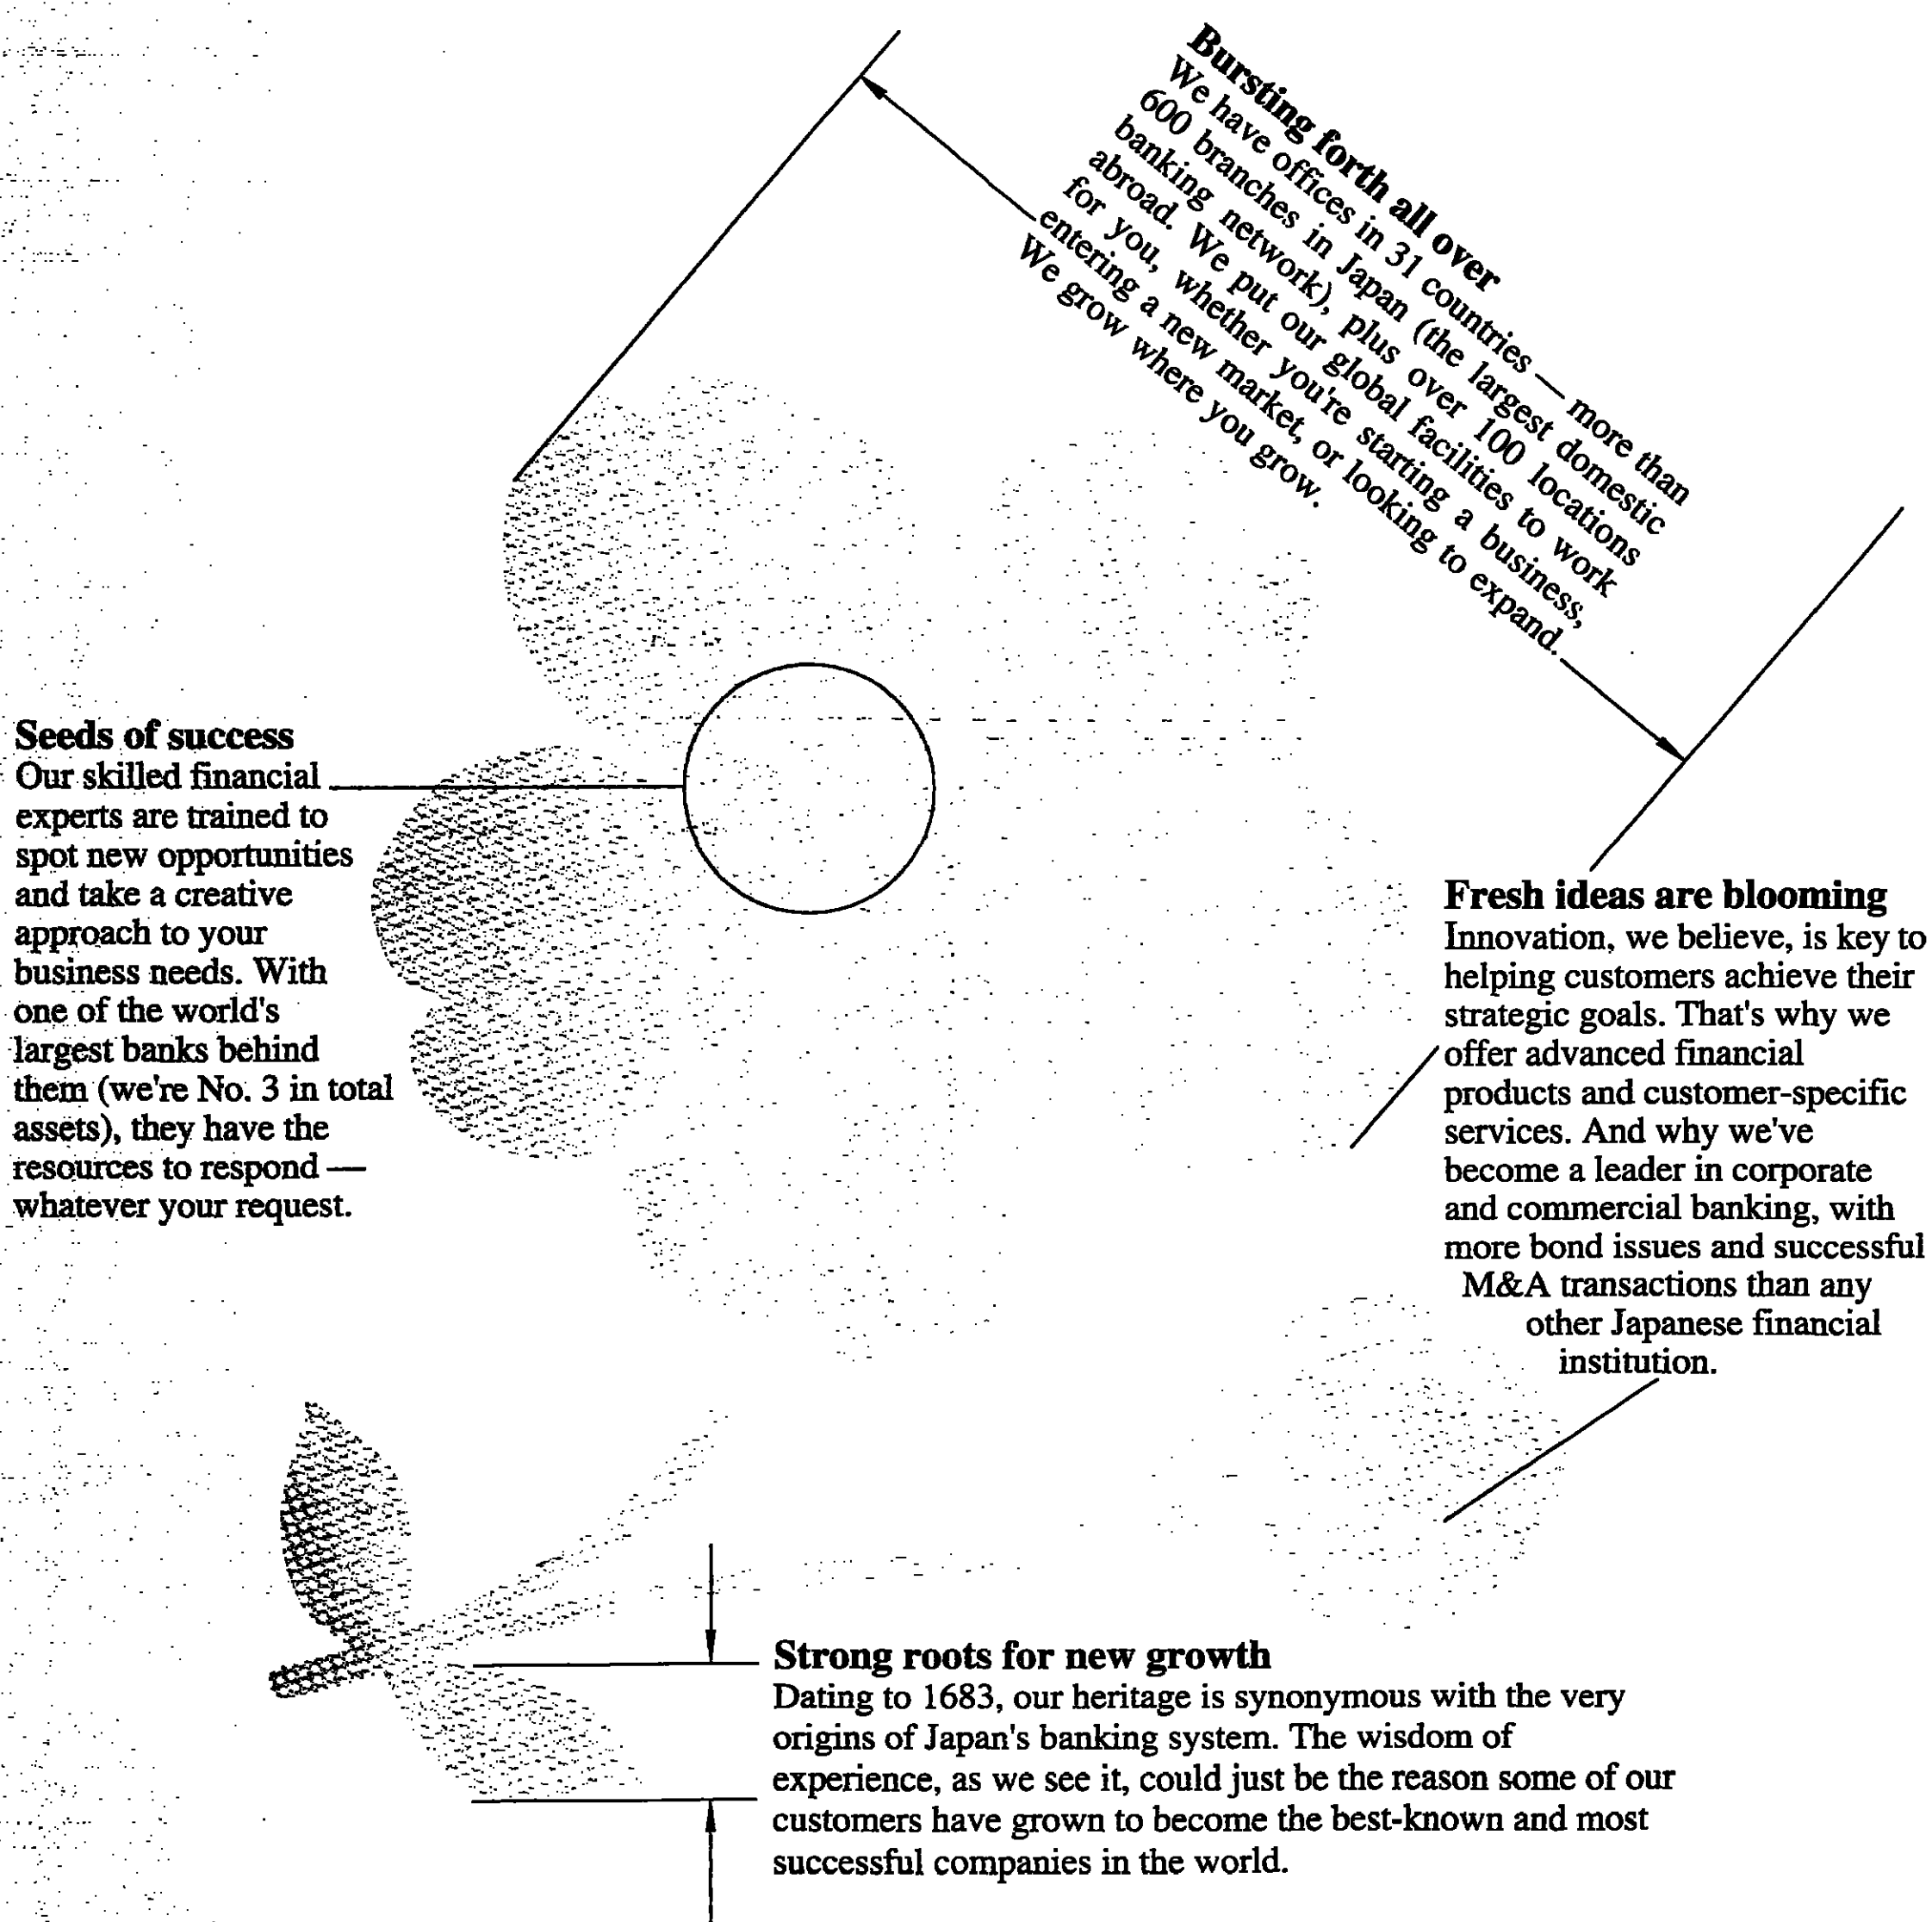 Bursting forth all over
We have offices in 31 countries — more than
600 branches in Japan (the largest domestic
banking network), plus over 100 locations
abroad. We put our global facilities to work
for you, whether you're starting a business,
entering a new market, or looking to expand.
We grow where you grow.
Seeds of success
Our skilled financial
experts are trained to
spot new opportunities
and take a creative
approach to your
business needs. With
one of the world's
largest banks behind
them (we're No. 3 in total
assets), they have the
resources to respond —
whatever your request.
Fresh ideas are blooming
Innovation, we believe, is key to
helping customers achieve their
strategic goals. That's why we
offer advanced financial
products and customer-specific
services. And why we've
become a leader in corporate
and commercial banking, with
more bond issues and successful
M&A transactions than any
other Japanese financial
institution.
Strong roots for new growth
Dating to 1683, our heritage is synonymous with the very
origins of Japan's banking system. The wisdom of
experience, as we see it, could just be the reason some of our
customers have grown to become the best-known and most
successful companies in the world.